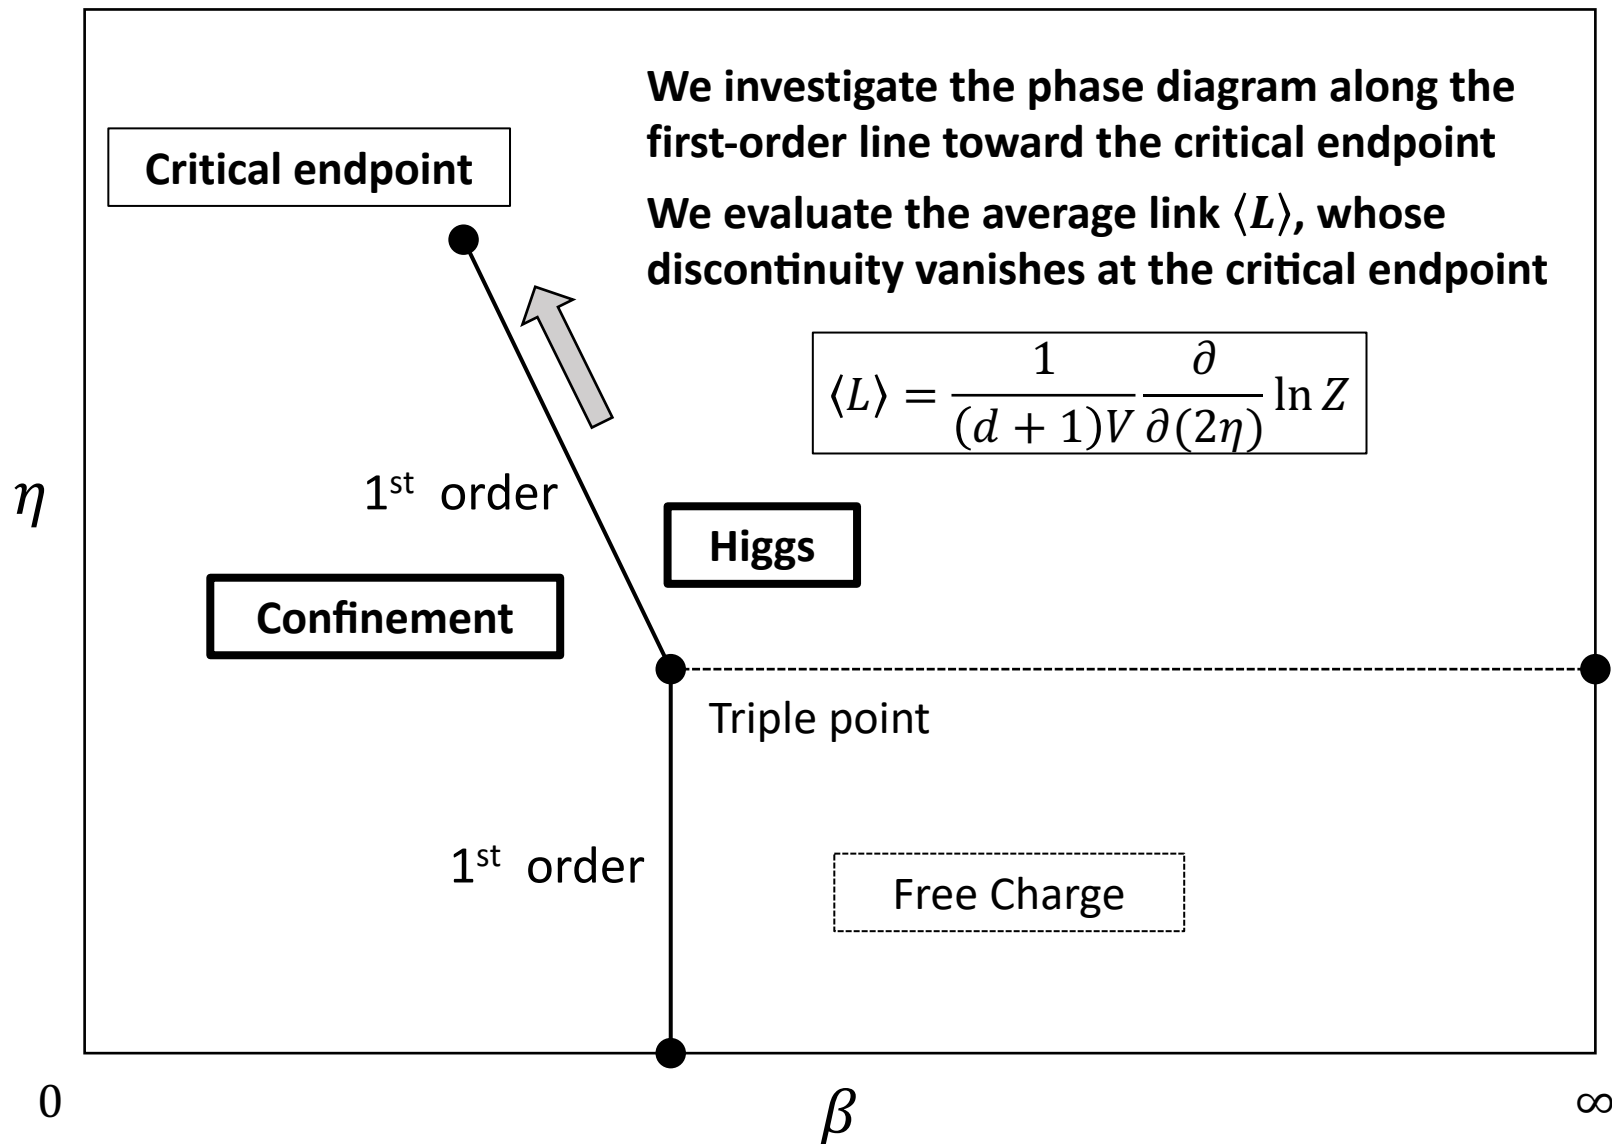 We investigate the phase diagram along the
first-order line toward the critical endpoint
Critical endpoint
We evaluate the average link ⟨L⟩, whose
discontinuity vanishes at the critical endpoint
⟨L⟩ = 1/((d + 1)V) ∂/∂(2η) ln Z
1st order
η
Higgs
Confinement
Triple point
1st order
Free Charge
0
β
∞